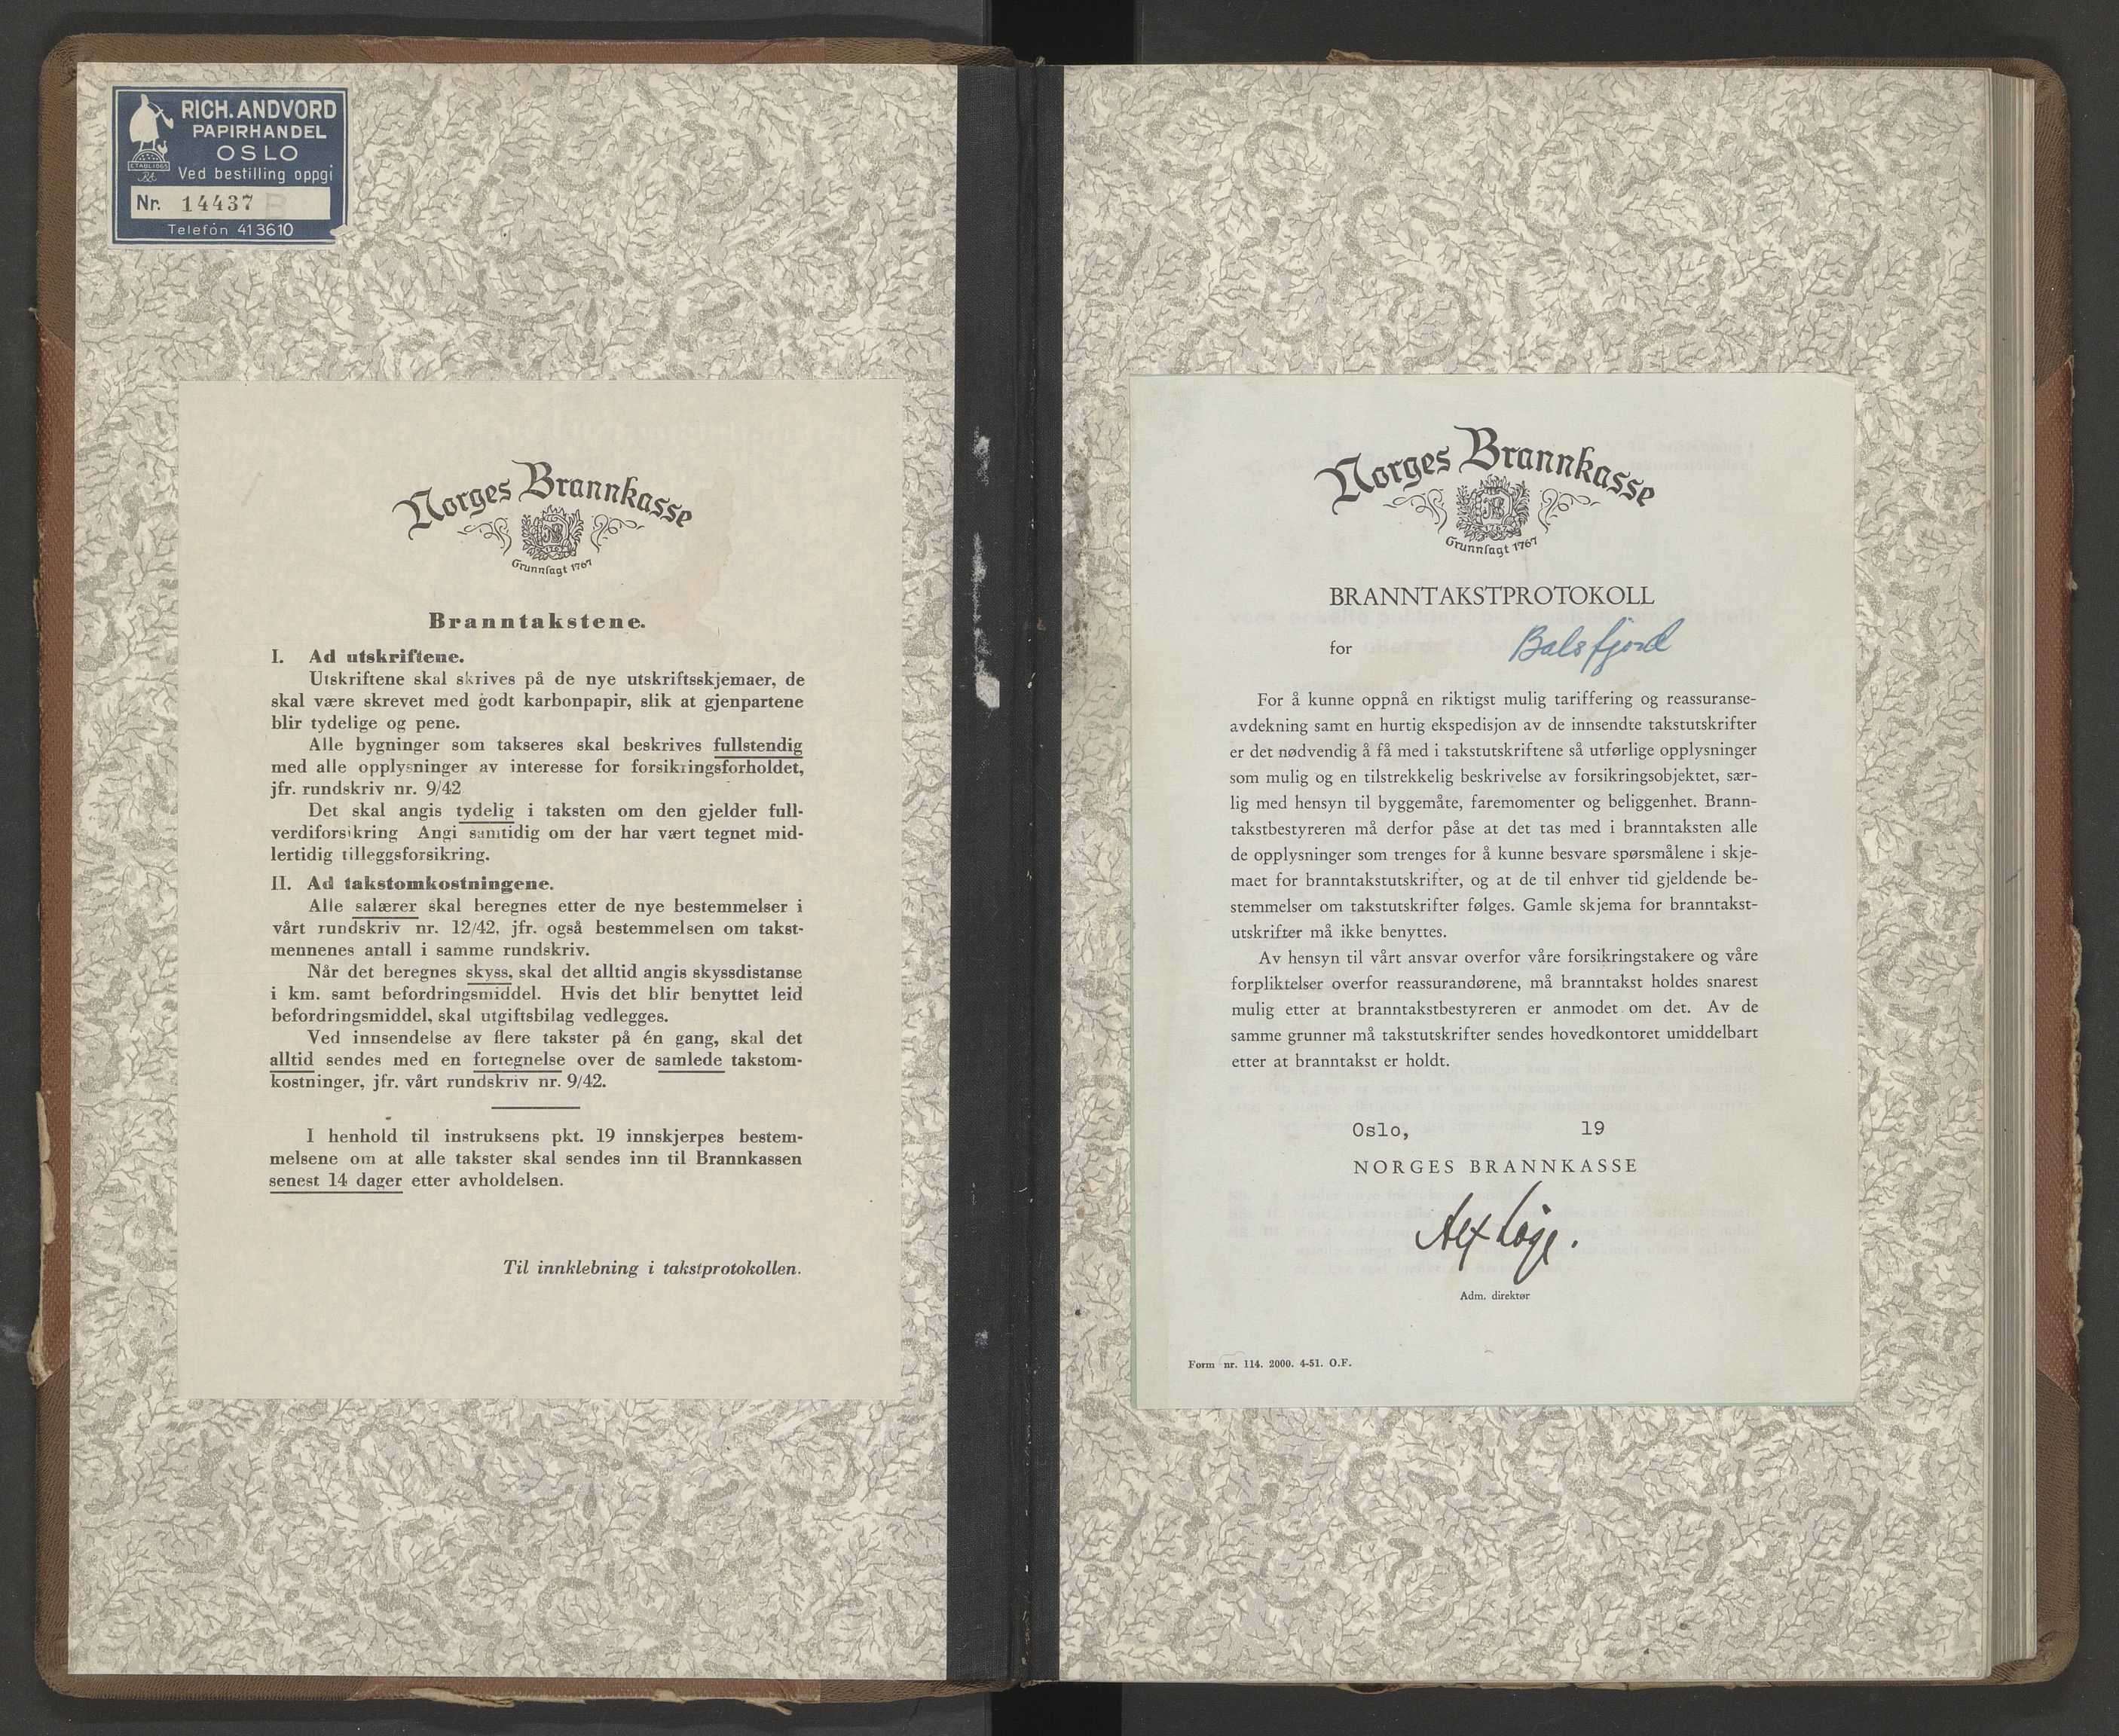 RICH. ANDVORD
PAPIRHANDEL
OSLO
ETABL. 1865
RA
Ved bestilling oppgi
Nr. 14437 B
Telefon 413610
Norges Brannkasse
Grunnlagt 1767
Branntakstene.
I. Ad utskriftene.
Utskriftene skal skrives på de nye utskriftsskjemaer, de
skal være skrevet med godt karbonpapir, slik at gjenpartene
blir tydelige og pene.
Alle bygninger som takseres skal beskrives fullstendig
med alle opplysninger av interesse for forsikringsforholdet,
jfr. rundskriv nr. 9/42
Det skal angis tydelig i taksten om den gjelder full-
verdiforsikring Angi samtidig om der har vært tegnet mid-
lertidig tilleggsforsikring.
II. Ad takstomkostningene.
Alle salærer skal beregnes etter de nye bestemmelser i
vårt rundskriv nr. 12/42, jfr. også bestemmelsen om takst-
mennenes antall i samme rundskriv.
Når det beregnes skyss, skal det alltid angis skyssdistanse
i km. samt befordringsmiddel. Hvis det blir benyttet leid
befordringsmiddel, skal utgiftsbilag vedlegges.
Ved innsendelse av flere takster på én gang, skal det
alltid sendes med en fortegnelse over de samlede takstom-
kostninger, jfr. vårt rundskriv nr. 9/42.
I henhold til instruksens pkt. 19 innskjerpes bestem-
melsene om at alle takster skal sendes inn til Brannkassen
senest 14 dager etter avholdelsen.
Til innklebning i takstprotokollen.
Norges Brannkasse
Grunnlagt 1767
BRANNTAKSTPROTOKOLL
for Balsfjord
For å kunne oppnå en riktigst mulig tariffering og reassuranse-
avdekning samt en hurtig ekspedisjon av de innsendte takstutskrifter
er det nødvendig å få med i takstutskriftene så utførlige opplysninger
som mulig og en tilstrekkelig beskrivelse av forsikringsobjektet, sær-
lig med hensyn til byggemåte, faremomenter og beliggenhet. Brann-
takstbestyreren må derfor påse at det tas med i branntaksten alle
de opplysninger som trenges for å kunne besvare spørsmålene i skje-
maet for branntakstutskrifter, og at de til enhver tid gjeldende be-
stemmelser om takstutskrifter følges. Gamle skjema for branntakst-
utskrifter må ikke benyttes.
Av hensyn til vårt ansvar overfor våre forsikringstakere og våre
forpliktelser overfor reassurandørene, må branntakst holdes snarest
mulig etter at branntakstbestyreren er anmodet om det. Av de
samme grunner må takstutskrifter sendes hovedkontoret umiddelbart
etter at branntakst er holdt.
Oslo, 19
NORGES BRANNKASSE
Adm. direktør
Form nr. 114. 2000. 4-51. O.F.